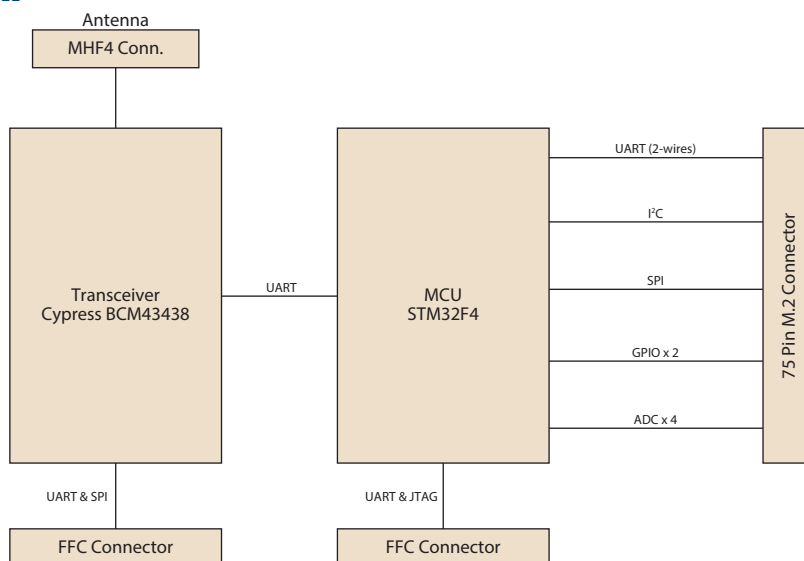 Antenna
MHF4 Conn.
Transceiver
Cypress BCM43438
UART
MCU
STM32F4
UART (2-wires)
I²C
SPI
GPIO x 2
ADC x 4
75 Pin M.2 Connector
UART & SPI
UART & JTAG
FFC Connector
FFC Connector